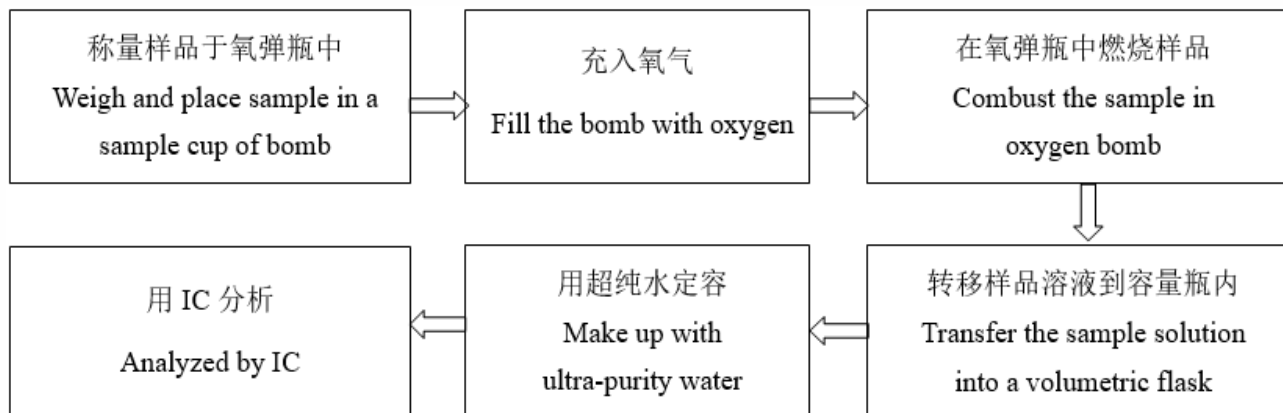 称量样品于氧弹瓶中
Weigh and place sample in a
sample cup of bomb
充入氧气
Fill the bomb with oxygen
在氧弹瓶中燃烧样品
Combust the sample in
oxygen bomb
转移样品溶液到容量瓶内
Transfer the sample solution
into a volumetric flask
用超纯水定容
Make up with
ultra-purity water
用 IC 分析
Analyzed by IC